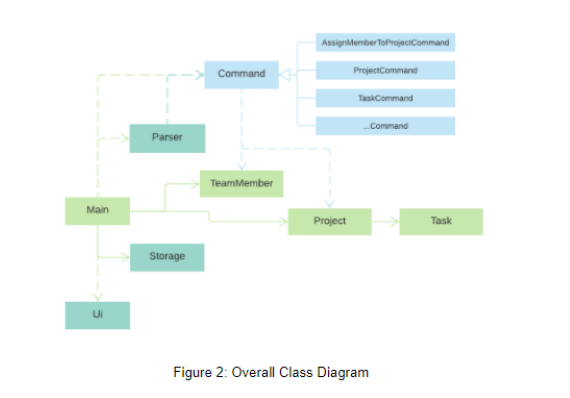 AssignMemberToProjectCommand
Command
ProjectCommand
TaskCommand
...Command
Parser
TeamMember
Main
Project
Task
Storage
Ui
Figure 2: Overall Class Diagram